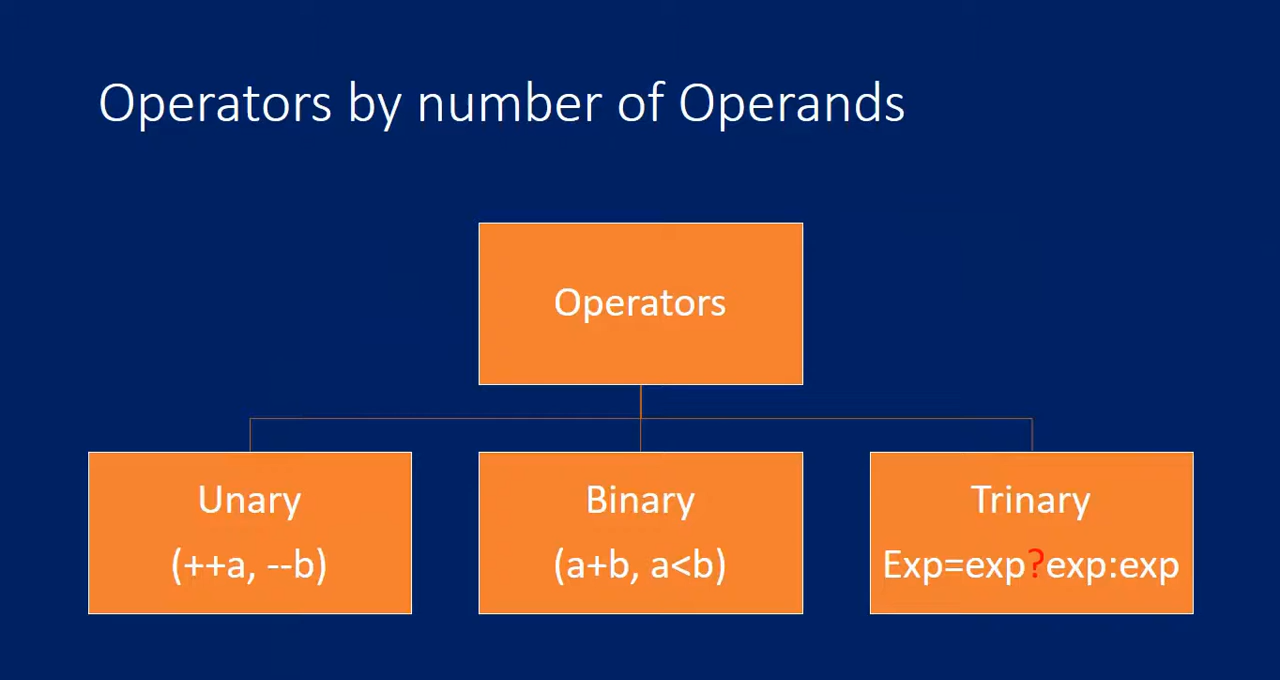 Operators by number of Operands
Operators
Unary
(++a, --b)
Binary
(a+b, a<b)
Trinary
Exp=exp?exp:exp